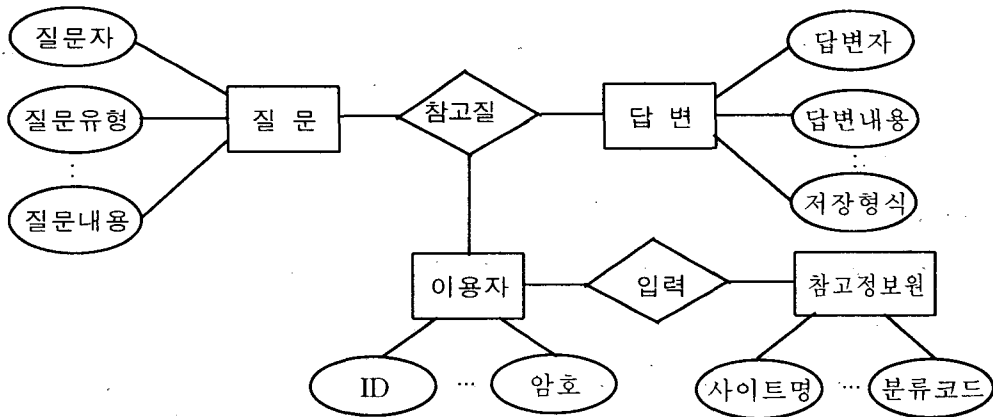 질문자
답변자
질문유형
질 문
참고질
답 변
답변내용
⋮
⋮
질문내용
저장형식
이용자
입력
참고정보원
ID
…
암호
사이트명
…
분류코드